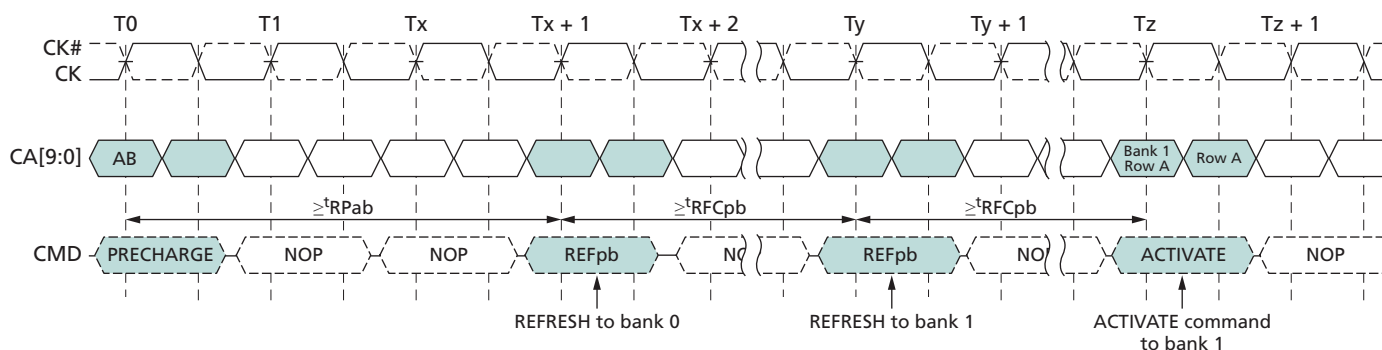 T0 T1 Tx Tx + 1 Tx + 2 Ty Ty + 1 Tz Tz + 1
CK#
CK
CA[9:0] AB Bank 1 Row A
Row A
≥tRPab ≥tRFCpb ≥tRFCpb
CMD PRECHARGE NOP NOP REFpb NO REFpb NO ACTIVATE NOP
REFRESH to bank 0 REFRESH to bank 1 ACTIVATE command
to bank 1